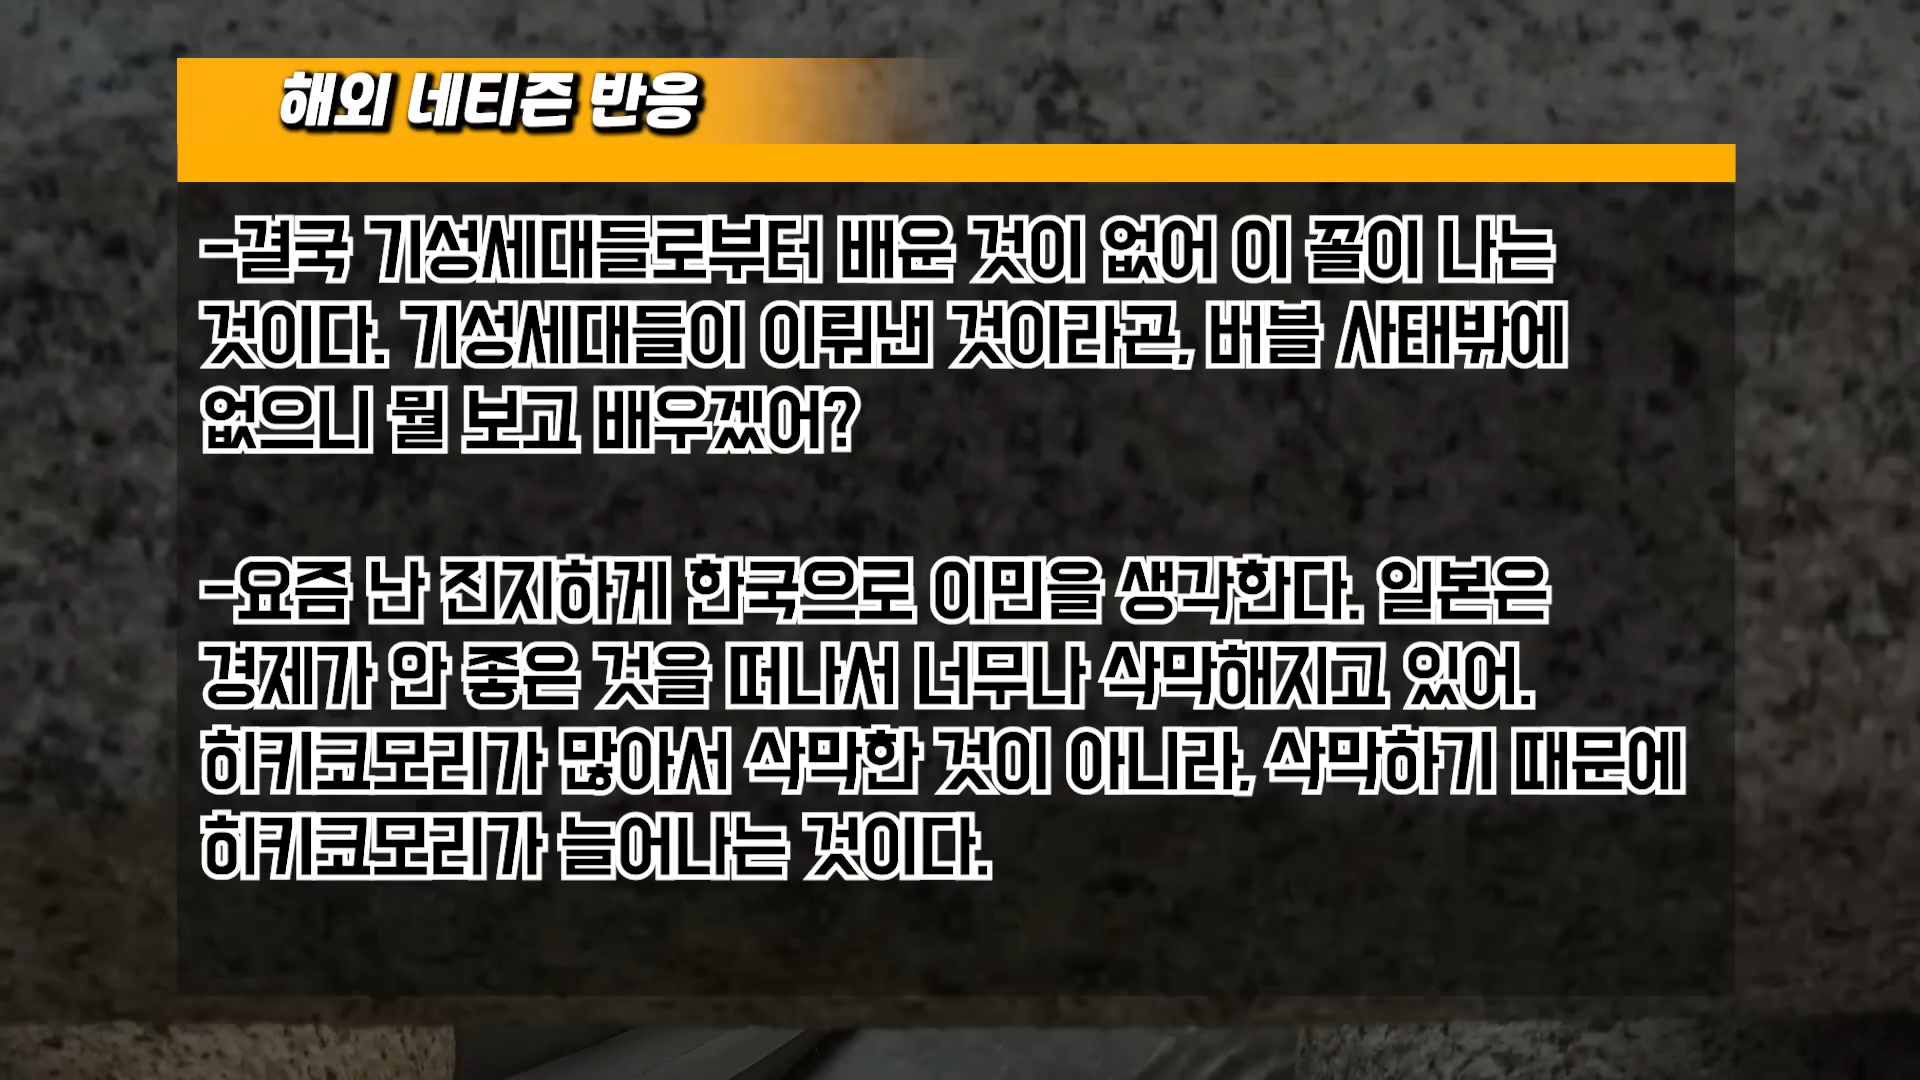 해외 네티즌 반응
-결국 기성세대들로부터 배운 것이 없어 이 꼴이 나는
것이다. 기성세대들이 이뤄낸 것이라곤, 버블 사태밖에
없으니 뭘 보고 배우겠어?
-요즘 난 진지하게 한국으로 이민을 생각한다. 일본은
경제가 안 좋은 것을 떠나서 너무나 삭막해지고 있어.
히키코모리가 많아서 삭막한 것이 아니라, 삭막하기 때문에
히키코모리가 늘어나는 것이다.